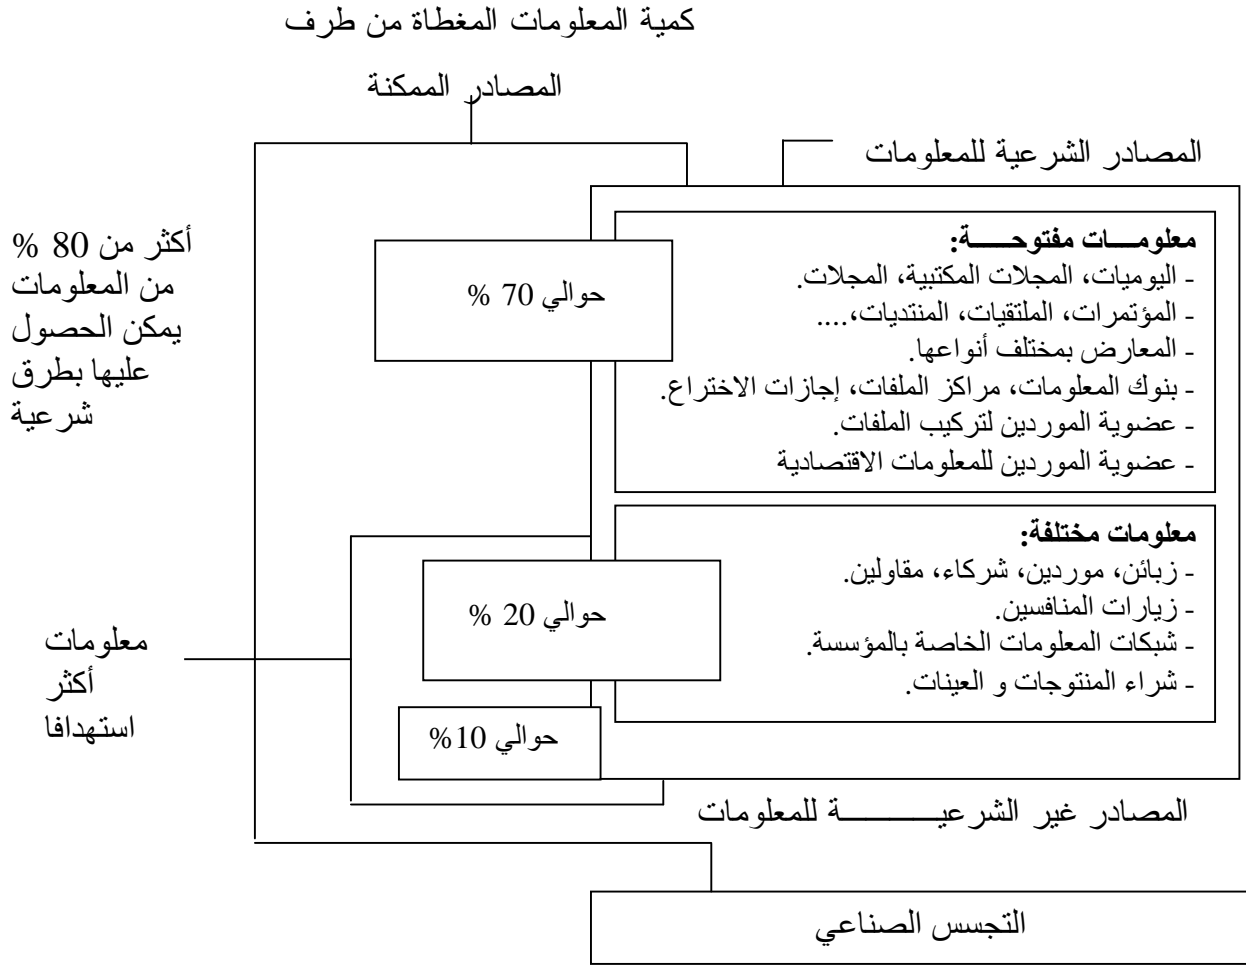 كمية المعلومات المغطاة من طرف
المصادر الممكنة
المصادر الشرعية للمعلومات
أكثر من 80 %
من المعلومات
يمكن الحصول
عليها بطرق
شرعية
حوالي 70 %
معلومـــات مفتوحـــــة:
- اليوميات، المجلات المكتبية، المجلات.
- المؤتمرات، الملتقيات، المنتديات،....
- المعارض بمختلف أنواعها.
- بنوك المعلومات، مراكز الملفات، إجازات الاختراع.
- عضوية الموردين لتركيب الملفات.
- عضوية الموردين للمعلومات الاقتصادية
معلومات مختلفة:
- زبائن، موردين، شركاء، مقاولين.
- زيارات المنافسين.
- شبكات المعلومات الخاصة بالمؤسسة.
- شراء المنتوجات و العينات.
حوالي 20 %
معلومات
أكثر
استهدافا
حوالي 10%
المصادر غير الشرعيــــــــــة للمعلومات
التجسس الصناعي